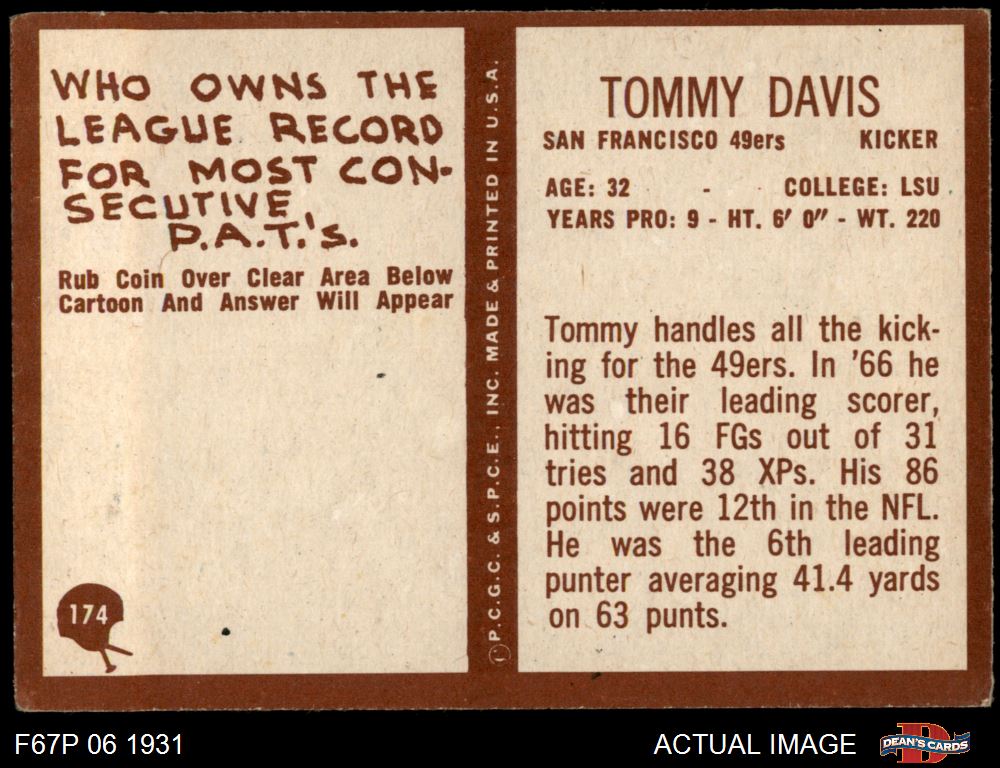 WHO OWNS THE
LEAGUE RECORD
FOR MOST CON-
SECUTIVE
P.A.T.'s.
Rub Coin Over Clear Area Below
Cartoon And Answer Will Appear
174
© P.C.G.C. & S.P.C.E., INC. MADE & PRINTED IN U.S.A.
TOMMY DAVIS
SAN FRANCISCO 49ers KICKER
AGE: 32 - COLLEGE: LSU
YEARS PRO: 9 - HT. 6' 0" - WT. 220
Tommy handles all the kick-
ing for the 49ers. In '66 he
was their leading scorer,
hitting 16 FGs out of 31
tries and 38 XPs. His 86
points were 12th in the NFL.
He was the 6th leading
punter averaging 41.4 yards
on 63 punts.
F67P 06 1931
ACTUAL IMAGE
DEAN'S CARDS